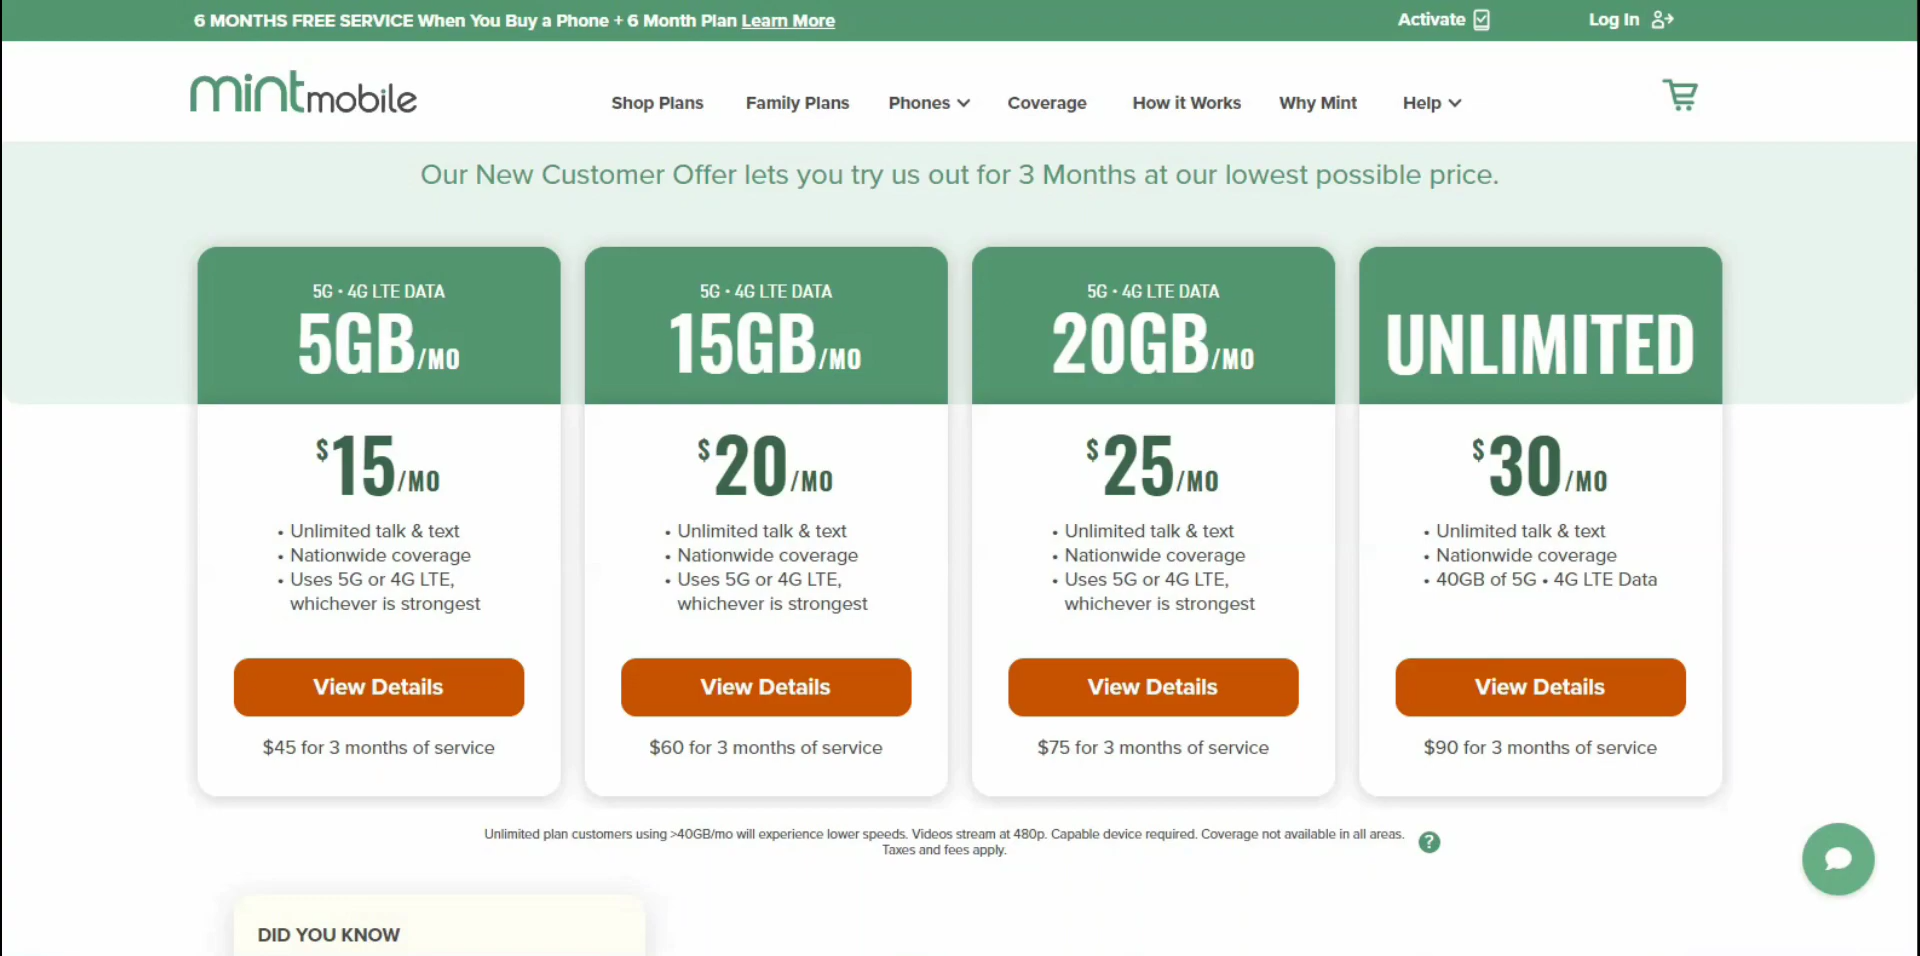 6 MONTHS FREE SERVICE When You Buy a Phone + 6 Month Plan Learn More
Activate
Log In
mintmobile
Shop Plans
Family Plans
Phones
Coverage
How it Works
Why Mint
Help
Our New Customer Offer lets you try us out for 3 Months at our lowest possible price.
5G • 4G LTE DATA
5GB/MO
$15/MO
• Unlimited talk & text
• Nationwide coverage
• Uses 5G or 4G LTE,
whichever is strongest
View Details
$45 for 3 months of service
5G • 4G LTE DATA
15GB/MO
$20/MO
• Unlimited talk & text
• Nationwide coverage
• Uses 5G or 4G LTE,
whichever is strongest
View Details
$60 for 3 months of service
5G • 4G LTE DATA
20GB/MO
$25/MO
• Unlimited talk & text
• Nationwide coverage
• Uses 5G or 4G LTE,
whichever is strongest
View Details
$75 for 3 months of service
UNLIMITED
$30/MO
• Unlimited talk & text
• Nationwide coverage
• 40GB of 5G • 4G LTE Data
View Details
$90 for 3 months of service
Unlimited plan customers using >40GB/mo will experience lower speeds. Videos stream at 480p. Capable device required. Coverage not available in all areas.
Taxes and fees apply.
?
DID YOU KNOW